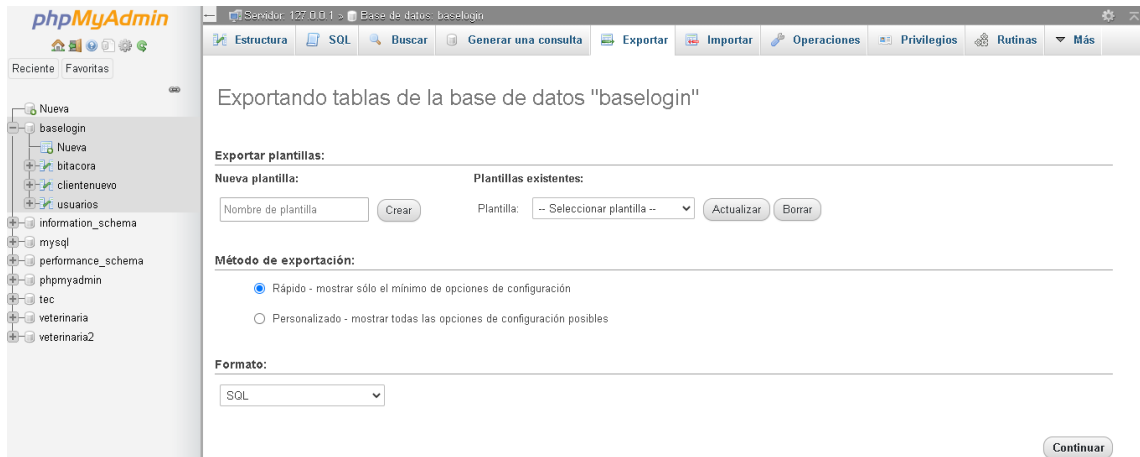 phpMyAdmin
Reciente Favoritas
Nueva
baselogin
Nueva
bitacora
clientenuevo
usuarios
information_schema
mysql
performance_schema
phpmyadmin
tec
veterinaria
veterinaria2
Servidor: 127.0.0.1 » Base de datos: baselogin
Estructura SQL Buscar Generar una consulta Exportar Importar Operaciones Privilegios Rutinas Más
Exportando tablas de la base de datos "baselogin"
Exportar plantillas:
Nueva plantilla: Plantillas existentes:
Nombre de plantilla Crear Plantilla: -- Seleccionar plantilla -- Actualizar Borrar
Método de exportación:
Rápido - mostrar sólo el mínimo de opciones de configuración
Personalizado - mostrar todas las opciones de configuración posibles
Formato:
SQL
Continuar